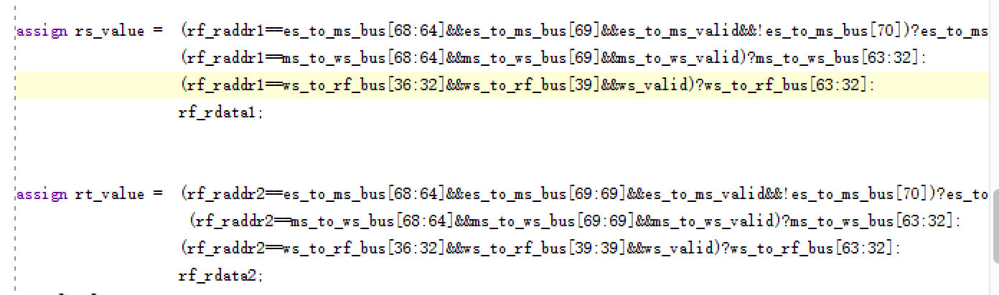 assign rs_value = (rf_raddr1==es_to_ms_bus[68:64]&&es_to_ms_bus[69]&&es_to_ms_valid&&!es_to_ms_bus[70])?es_to_ms
(rf_raddr1==ms_to_ws_bus[68:64]&&ms_to_ws_bus[69]&&ms_to_ws_valid)?ms_to_ws_bus[63:32]:
(rf_raddr1==ws_to_rf_bus[36:32]&&ws_to_rf_bus[39]&&ws_valid)?ws_to_rf_bus[63:32]:
rf_rdata1;
assign rt_value = (rf_raddr2==es_to_ms_bus[68:64]&&es_to_ms_bus[69:69]&&es_to_ms_valid&&!es_to_ms_bus[70])?es_to
(rf_raddr2==ms_to_ws_bus[68:64]&&ms_to_ws_bus[69:69]&&ms_to_ws_valid)?ms_to_ws_bus[63:32]:
(rf_raddr2==ws_to_rf_bus[36:32]&&ws_to_rf_bus[39:39]&&ws_valid)?ws_to_rf_bus[63:32]:
rf_rdata2;